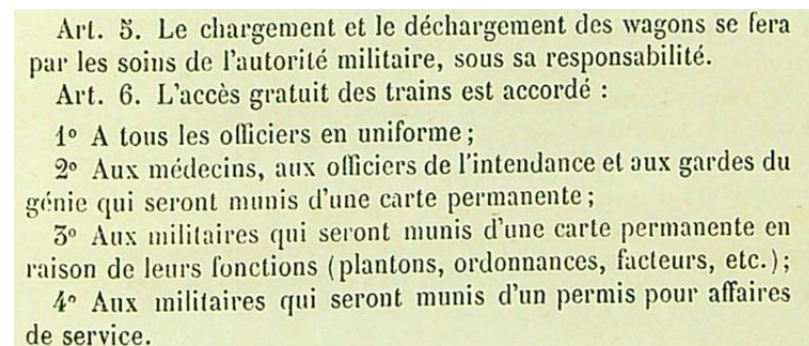 Art. 5. Le chargement et le déchargement des wagons se fera
par les soins de l'autorité militaire, sous sa responsabilité.
Art. 6. L'accès gratuit des trains est accordé :
1º A tous les officiers en uniforme ;
2º Aux médecins, aux officiers de l'intendance et aux gardes du
génie qui seront munis d'une carte permanente ;
3º Aux militaires qui seront munis d'une carte permanente en
raison de leurs fonctions (plantons, ordonnances, facteurs, etc.) ;
4º Aux militaires qui seront munis d'un permis pour affaires
de service.